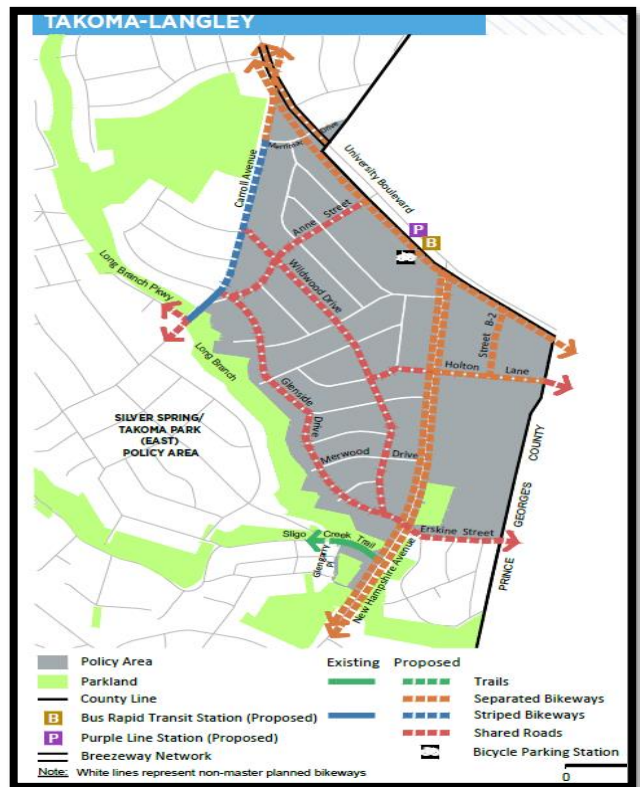 TAKOMA-LANGLEY
Merrimac Drive
University Boulevard
Carroll Avenue
Anne Street
P
B
Wildwood Drive
Long Branch Pkwy
Street B-2
Long Branch
Holton Lane
Glenside Drive
SILVER SPRING/
TAKOMA PARK
(EAST)
POLICY AREA
Merwood Drive
PRINCE GEORGE'S COUNTY
Erskine Street
Sligo Creek Trail
Glengary Pl
New Hampshire Avenue
Policy Area
Parkland
County Line
B Bus Rapid Transit Station (Proposed)
P Purple Line Station (Proposed)
Breezeway Network
Existing Proposed
Trails
Separated Bikeways
Striped Bikeways
Shared Roads
Bicycle Parking Station
Note: White lines represent non-master planned bikeways
0